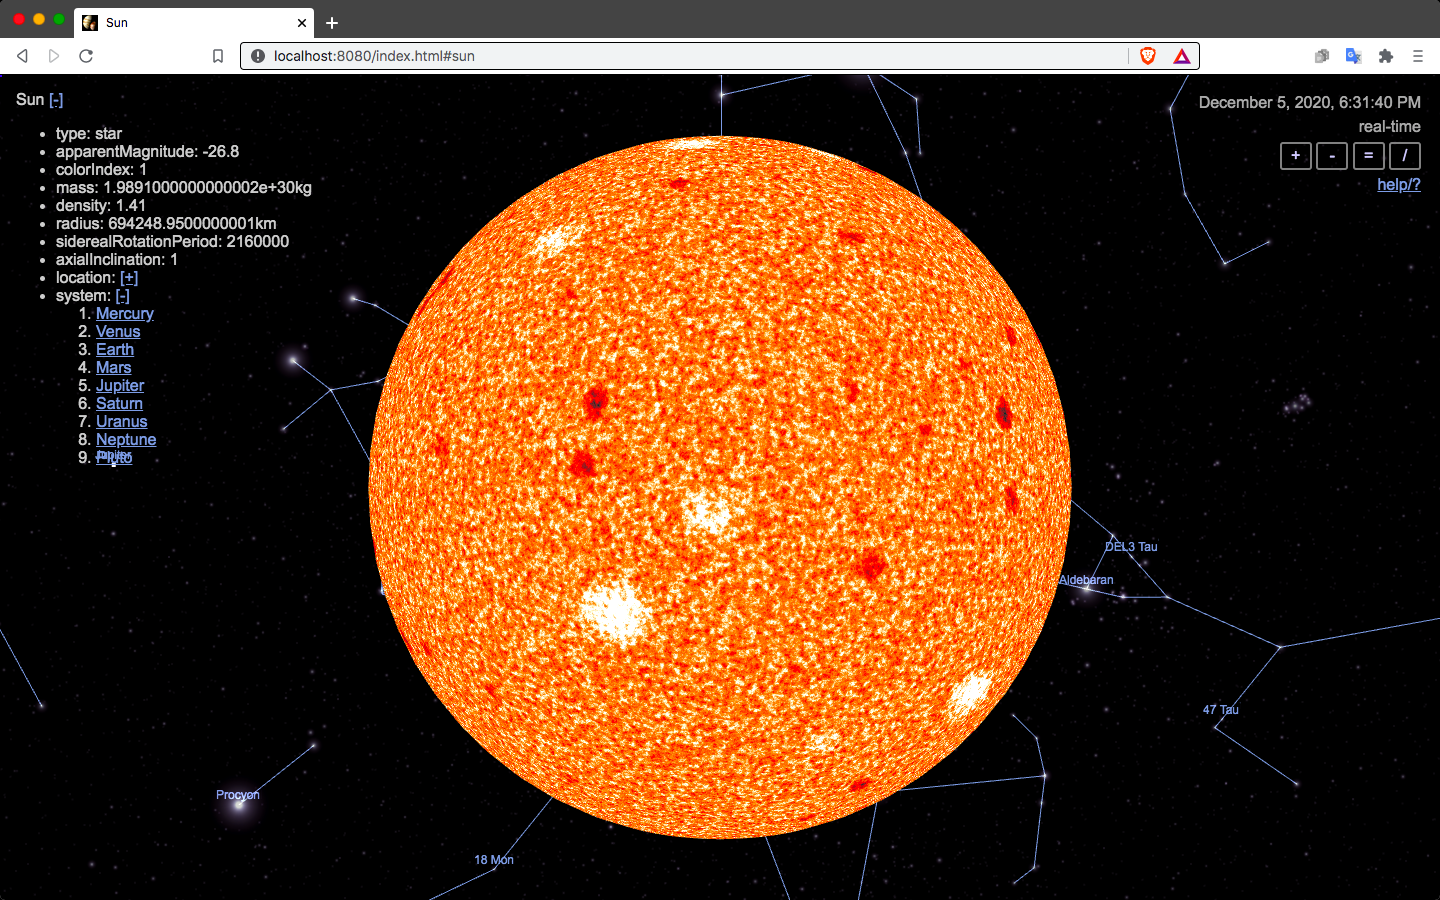 Sun
localhost:8080/index.html#sun
Sun [-]
December 5, 2020, 6:31:40 PM
real-time
+ - = /
help/?
type: star
apparentMagnitude: -26.8
colorIndex: 1
mass: 1.9891000000000002e+30kg
density: 1.41
radius: 694248.9500000001km
siderealRotationPeriod: 2160000
axialInclination: 1
location: [+]
system: [-]
1. Mercury
2. Venus
3. Earth
4. Mars
5. Jupiter
6. Saturn
7. Uranus
8. Neptune
9. Pluto
Jupiter
DEL3 Tau
Aldebaran
47 Tau
Procyon
18 Mon